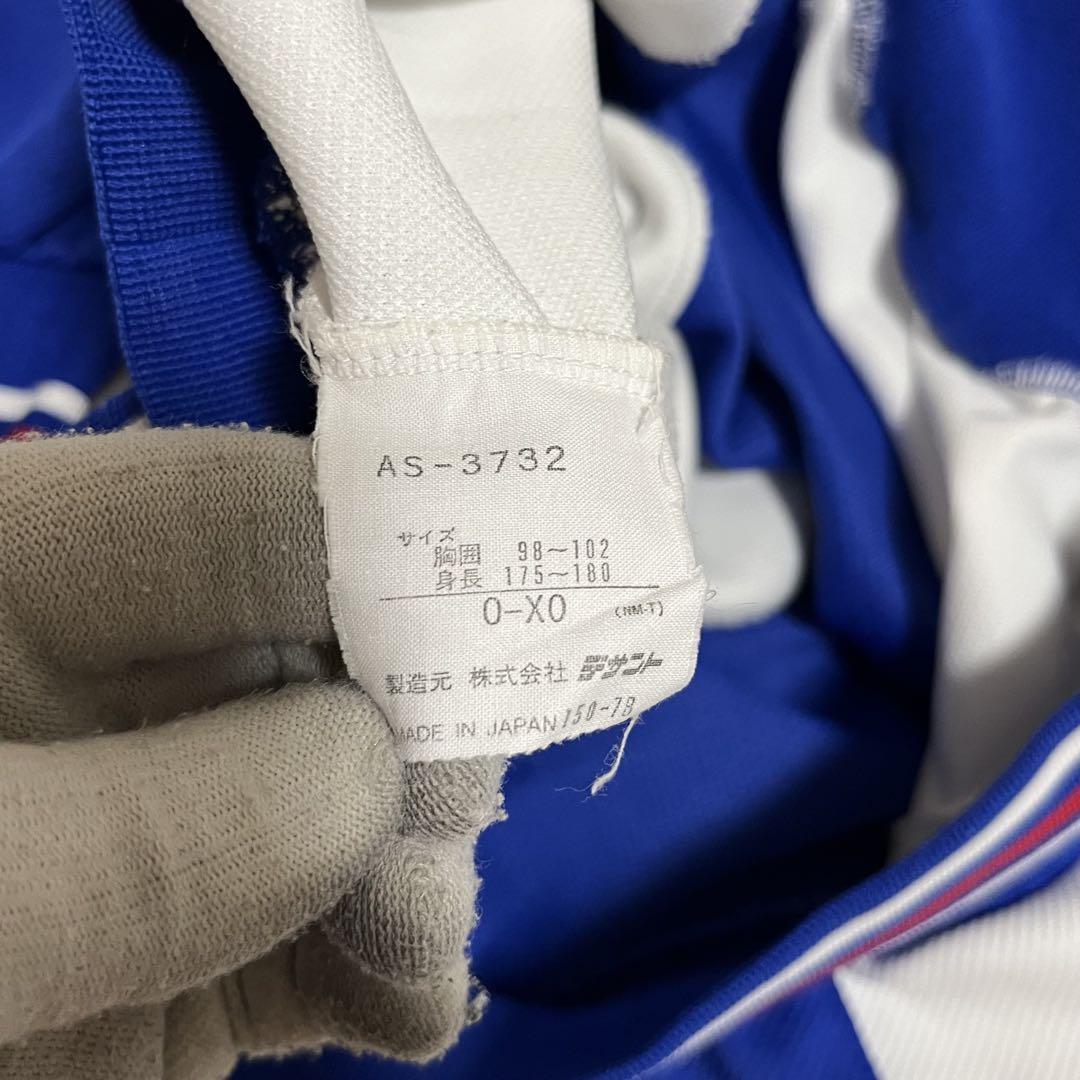 AS-3732
サイズ
胸囲 98~102
身長 175~180
O-XO (NM-T)
製造元 株式会社 デサント
MADE IN JAPAN 150-7B